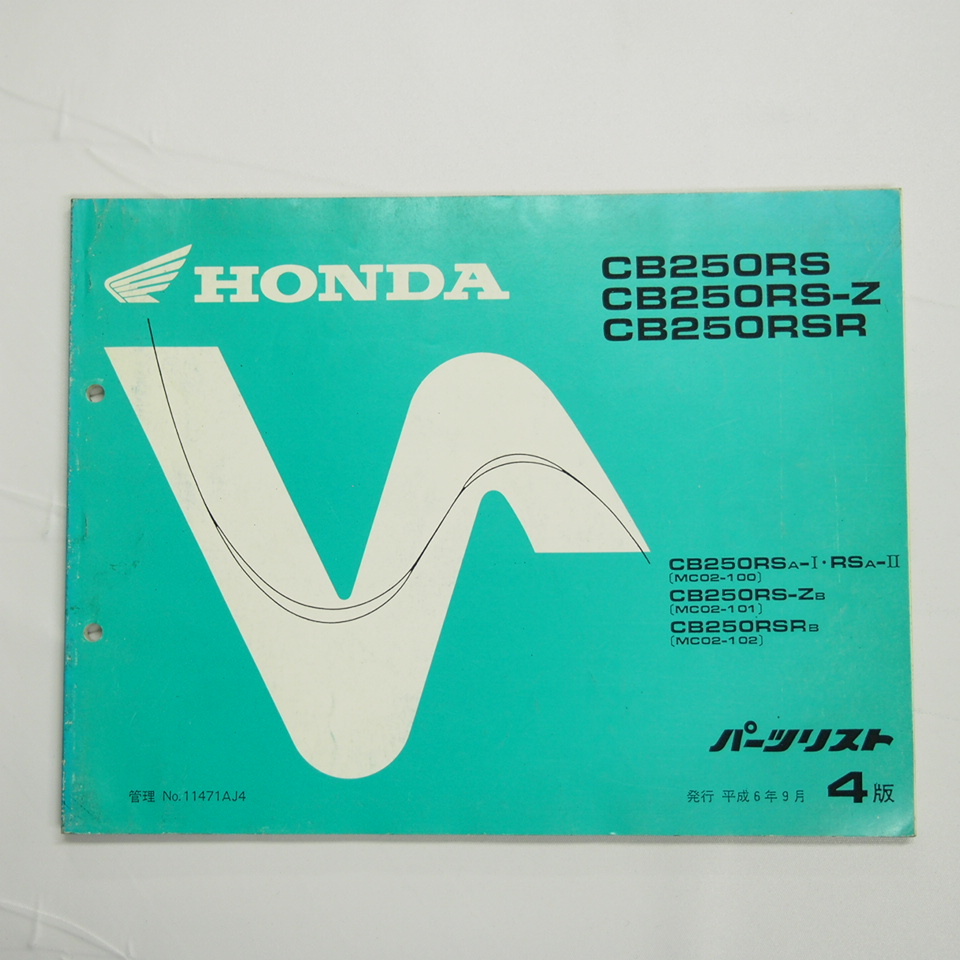 HONDA
CB250RS
CB250RS-Z
CB250RSR
CB250RSA-I・RSA-II
(MC02-100)
CB250RS-ZB
(MC02-101)
CB250RSRB
(MC02-102)
パーツリスト
管理 No.11471AJ4
発行 平成6年9月 4版